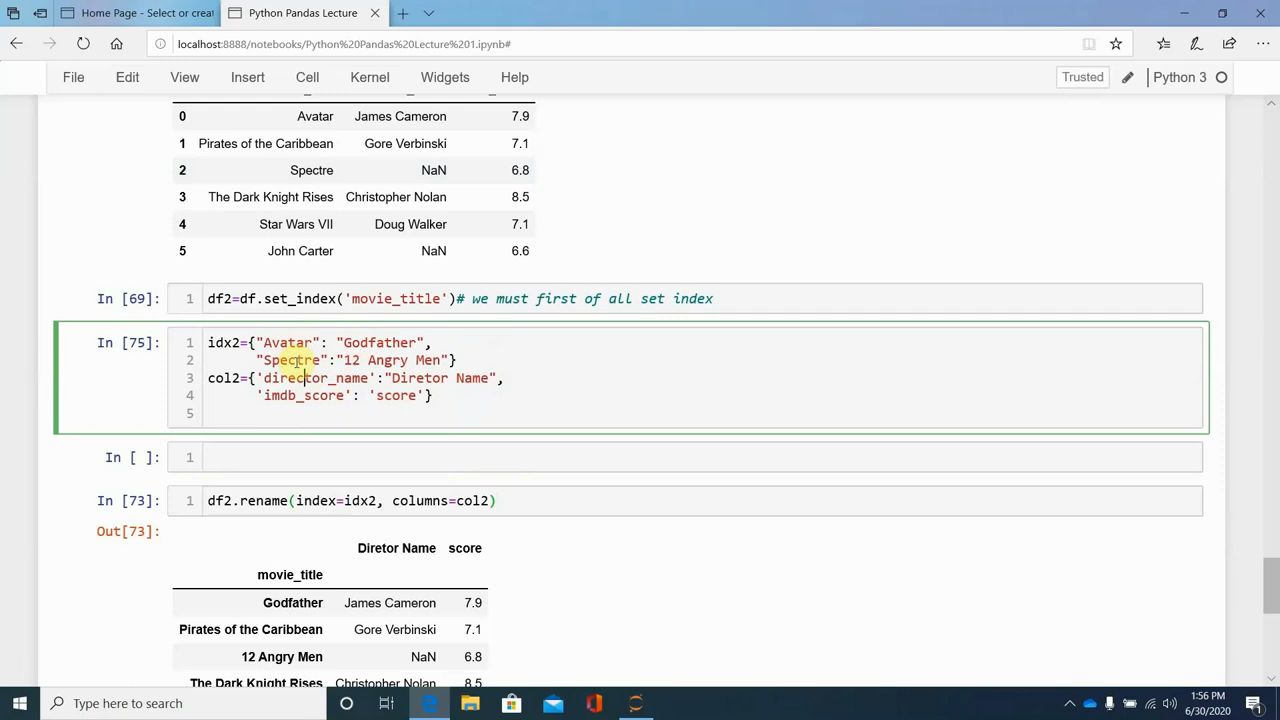 Home Page - Select or creat
Python Pandas Lecture
localhost:8888/notebooks/Python%20Pandas%20Lecture%201.ipynb#
File Edit View Insert Cell Kernel Widgets Help Trusted Python 3
0 Avatar James Cameron 7.9
1 Pirates of the Caribbean Gore Verbinski 7.1
2 Spectre NaN 6.8
3 The Dark Knight Rises Christopher Nolan 8.5
4 Star Wars VII Doug Walker 7.1
5 John Carter NaN 6.6
In [69]: 1 df2=df.set_index('movie_title')# we must first of all set index
In [75]: 1 idx2={"Avatar": "Godfather",
2 "Spectre":"12 Angry Men"}
3 col2={'director_name':"Diretor Name",
4 'imdb_score': 'score'}
5
In [ ]: 1
In [73]: 1 df2.rename(index=idx2, columns=col2)
Out[73]:
Diretor Name score
movie_title
Godfather James Cameron 7.9
Pirates of the Caribbean Gore Verbinski 7.1
12 Angry Men NaN 6.8
The Dark Knight Rises Christopher Nolan 8.5
Type here to search
1:56 PM
6/30/2020